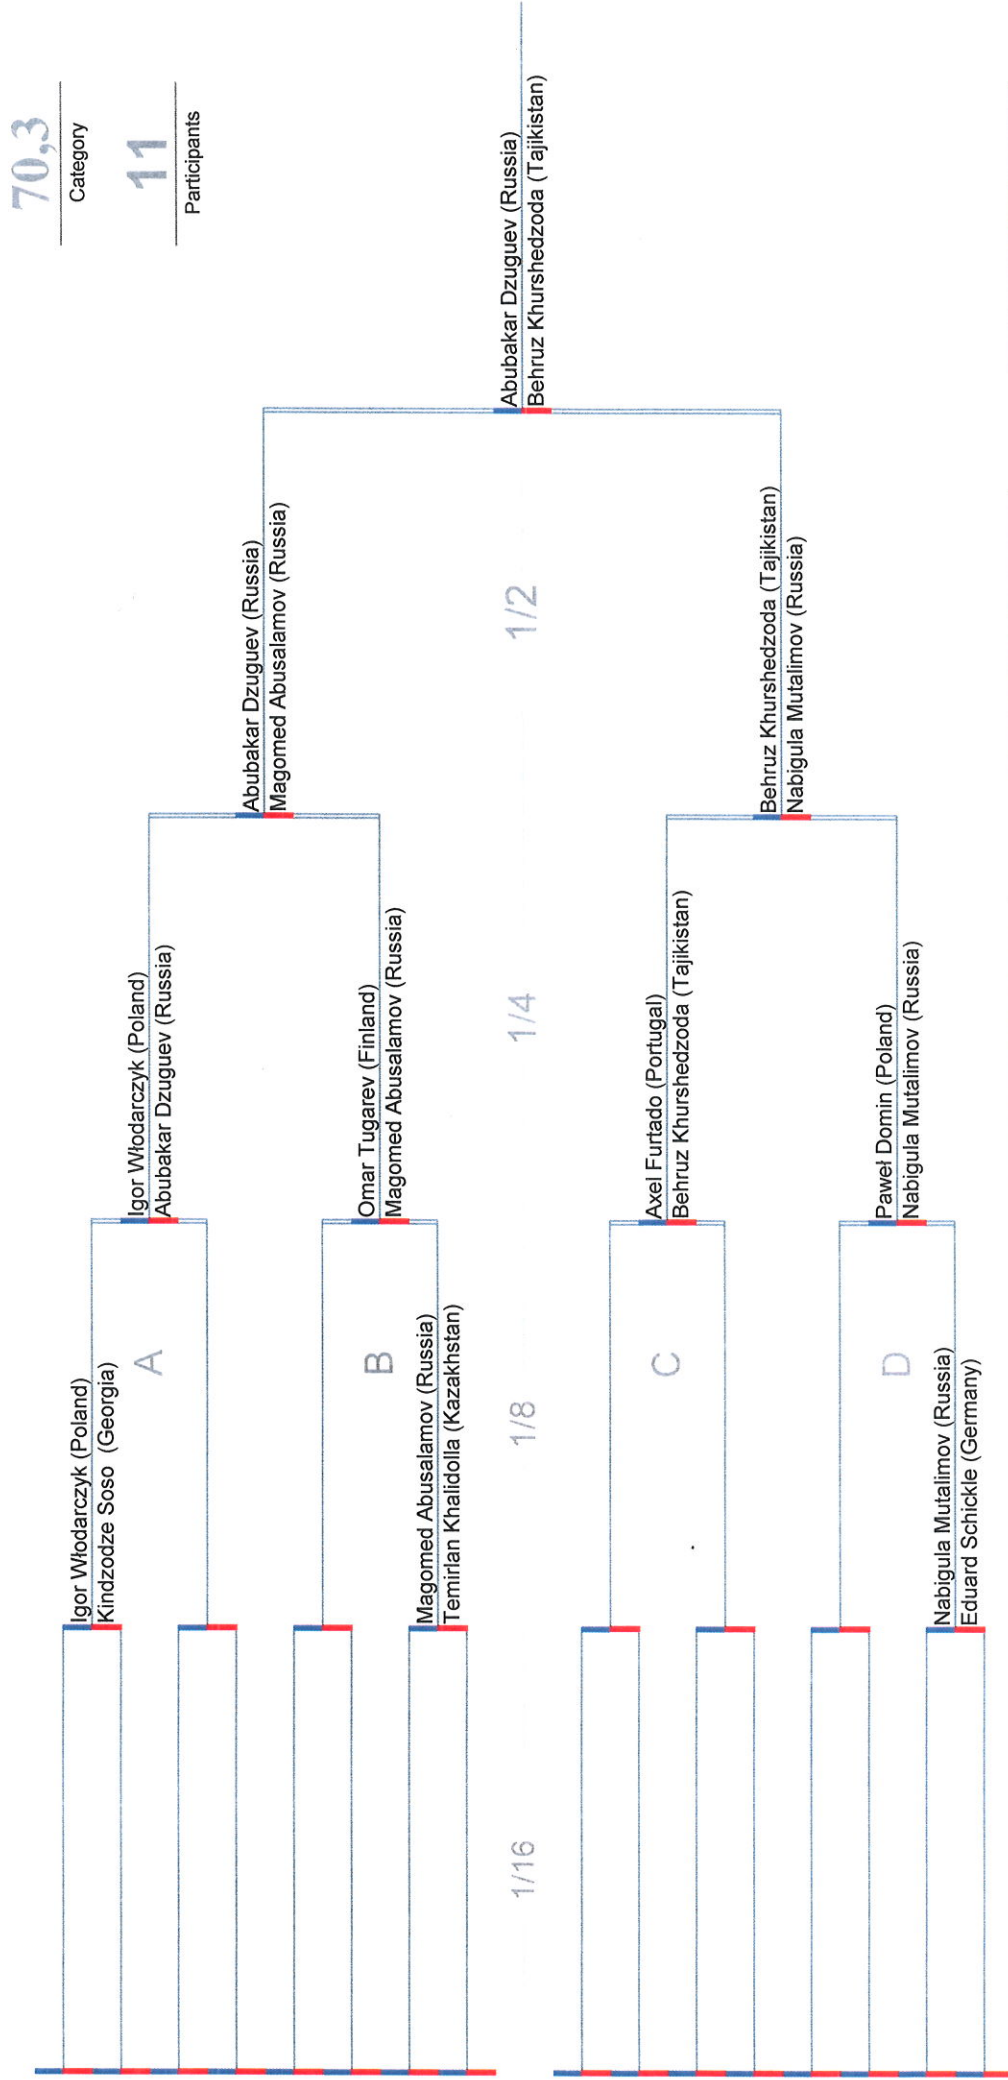 70,3
Category
11
Participants
Igor Włodarczyk (Poland)
Kindzodze Soso (Georgia)
A
Magomed Abusalamov (Russia)
Temirlan Khalidolla (Kazakhstan)
B
C
Nabigula Mutalimov (Russia)
Eduard Schickle (Germany)
D
Igor Włodarczyk (Poland)
Abubakar Dzuguev (Russia)
Omar Tugarev (Finland)
Magomed Abusalamov (Russia)
Axel Furtado (Portugal)
Behruz Khurshedzoda (Tajikistan)
Paweł Domin (Poland)
Nabigula Mutalimov (Russia)
Abubakar Dzuguev (Russia)
Magomed Abusalamov (Russia)
Behruz Khurshedzoda (Tajikistan)
Nabigula Mutalimov (Russia)
Abubakar Dzuguev (Russia)
Behruz Khurshedzoda (Tajikistan)
1/16
1/8
1/4
1/2